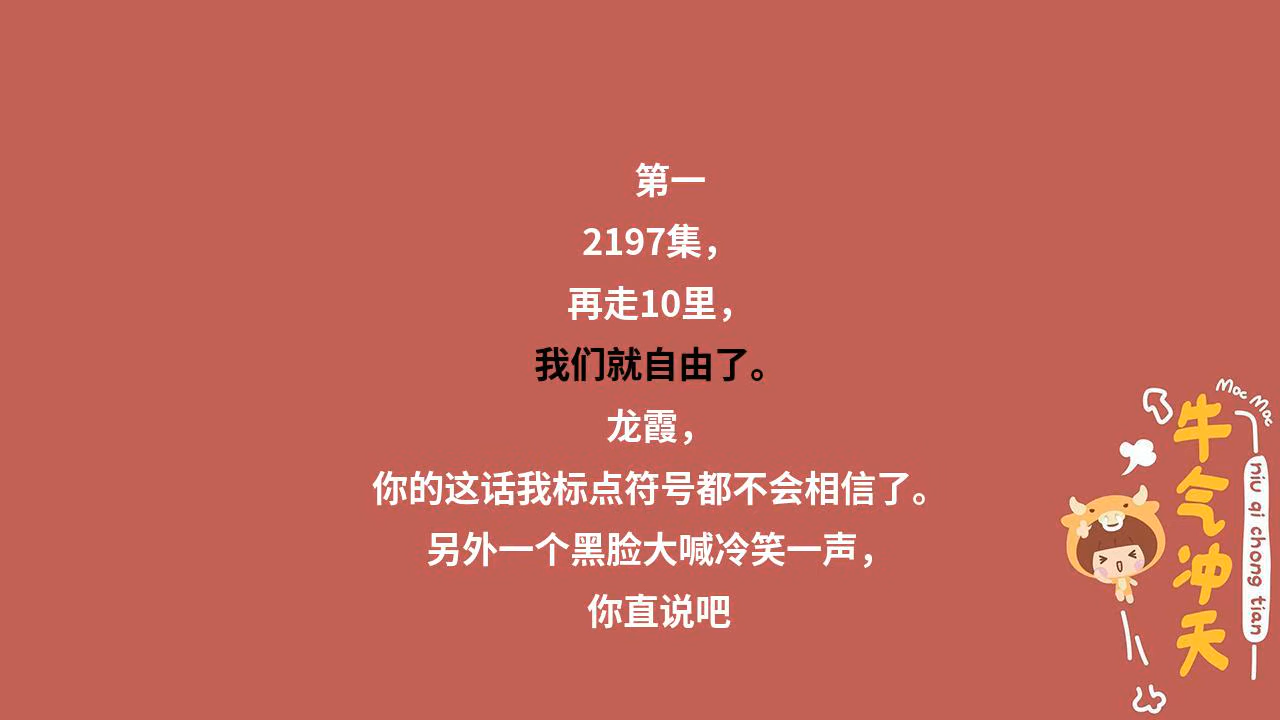 第一
2197集，
再走10里，
我们就自由了。
龙霞，
你的这话我标点符号都不会相信了。
另外一个黑脸大喊冷笑一声，
你直说吧
Moc Moc
牛气冲天
niu qi chong tian